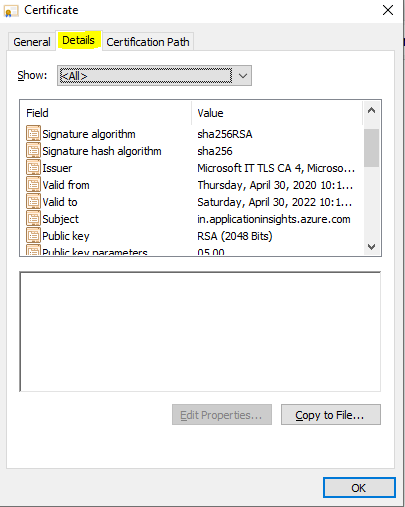 Certificate
General Details Certification Path
Show: <All>
Field Value
Signature algorithm sha256RSA
Signature hash algorithm sha256
Issuer Microsoft IT TLS CA 4, Microso...
Valid from Thursday, April 30, 2020 10:1...
Valid to Saturday, April 30, 2022 10:1...
Subject in.applicationinsights.azure.com
Public key RSA (2048 Bits)
Public key parameters 05 00
Edit Properties... Copy to File...
OK